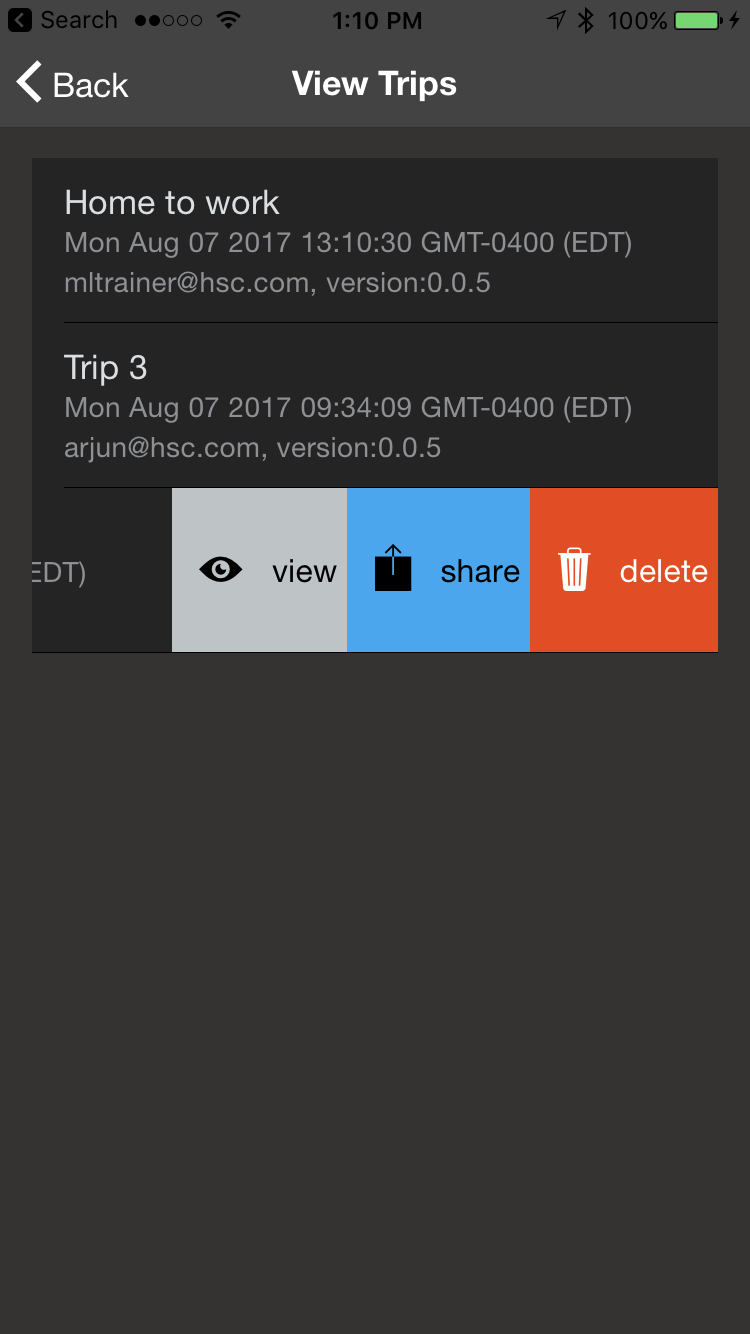 Search 1:10 PM 100%
Back View Trips
Home to work
Mon Aug 07 2017 13:10:30 GMT-0400 (EDT)
mltrainer@hsc.com, version:0.0.5
Trip 3
Mon Aug 07 2017 09:34:09 GMT-0400 (EDT)
arjun@hsc.com, version:0.0.5
EDT) view share delete